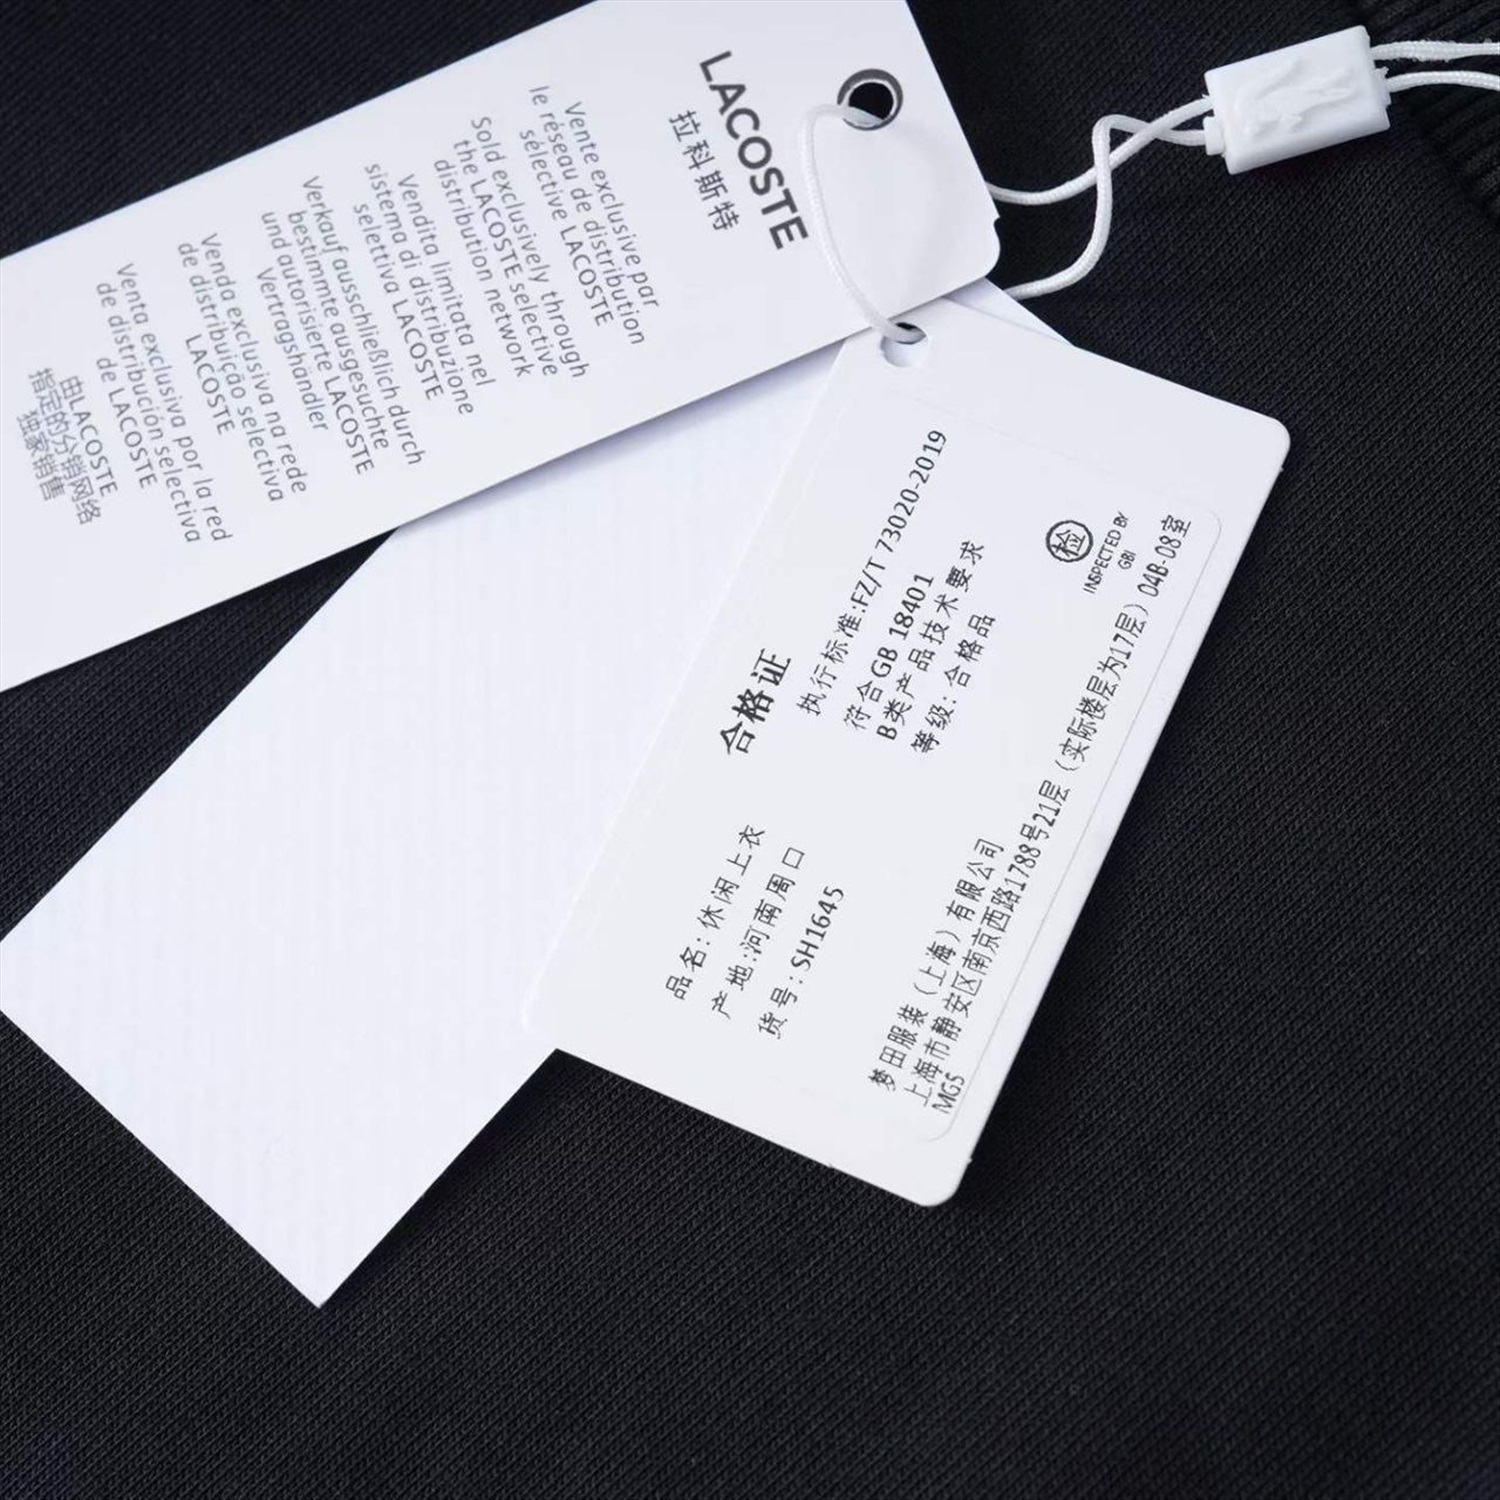 LACOSTE
拉科斯特
Vente exclusive par
le réseau de distribution
sélective LACOSTE
Sold exclusively through
the LACOSTE selective
distribution network
Vendita limitata nel
sistema di distribuzione
seletiva LACOSTE
Verkauf ausschließlich durch
bestimmte ausgesuchte
und autorisierte LACOSTE
Vertragshändler
Venda exclusiva na rede
de distribuição selectiva
LACOSTE
Venta exclusiva por la red
de distribución selectiva
de LACOSTE
由LACOSTE
指定的分销网络
独家销售
合格证
品名:休闲上衣
产地:河南周口
货号:SH1645
执行标准:FZ/T 73020-2019
符合GB 18401
B类产品技术要求
等级:合格品
检
INSPECTED BY
GBI
梦田服装（上海）有限公司
上海市静安区南京西路1788号21层（实际楼层为17层）04B-08室
MG5